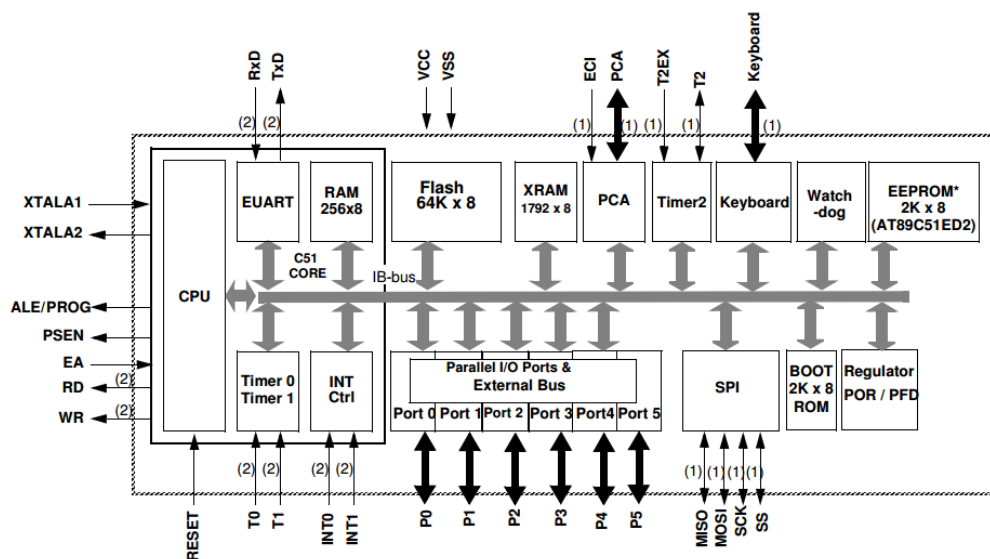 RxD
TxD
VCC
VSS
ECI
PCA
T2EX
T2
Keyboard
(2)
(2)
(1)
(1)
(1)
(1)
(1)
XTALA1
XTALA2
ALE/PROG
PSEN
EA
RD
(2)
WR
(2)
CPU
EUART
RAM
256x8
C51
CORE
IB-bus
Flash
64K x 8
XRAM
1792 x 8
PCA
Timer2
Keyboard
Watch
-dog
EEPROM*
2K x 8
(AT89C51ED2)
Timer 0
Timer 1
INT
Ctrl
Parallel I/O Ports &
External Bus
Port 0
Port 1
Port 2
Port 3
Port4
Port 5
SPI
BOOT
2K x 8
ROM
Regulator
POR / PFD
(2)
(2)
(2)
(2)
(1)
(1)
(1)
(1)
RESET
T0
T1
INT0
INT1
P0
P1
P2
P3
P4
P5
MISO
MOSI
SCK
SS